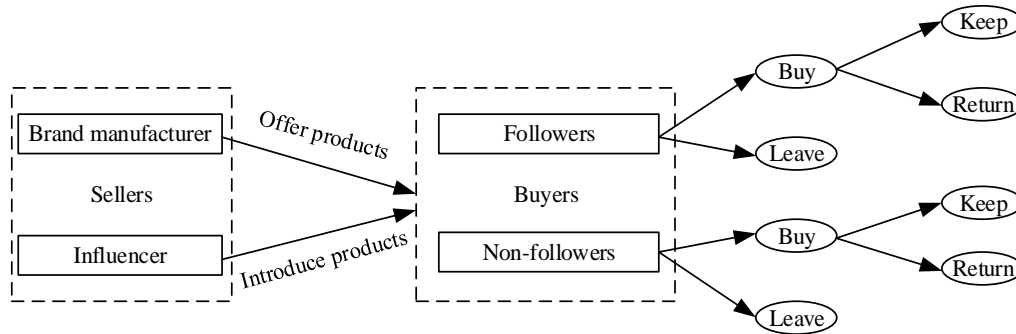 Brand manufacturer
Sellers
Influencer
Offer products
Introduce products
Followers
Buyers
Non-followers
Buy
Leave
Keep
Return
Buy
Leave
Keep
Return